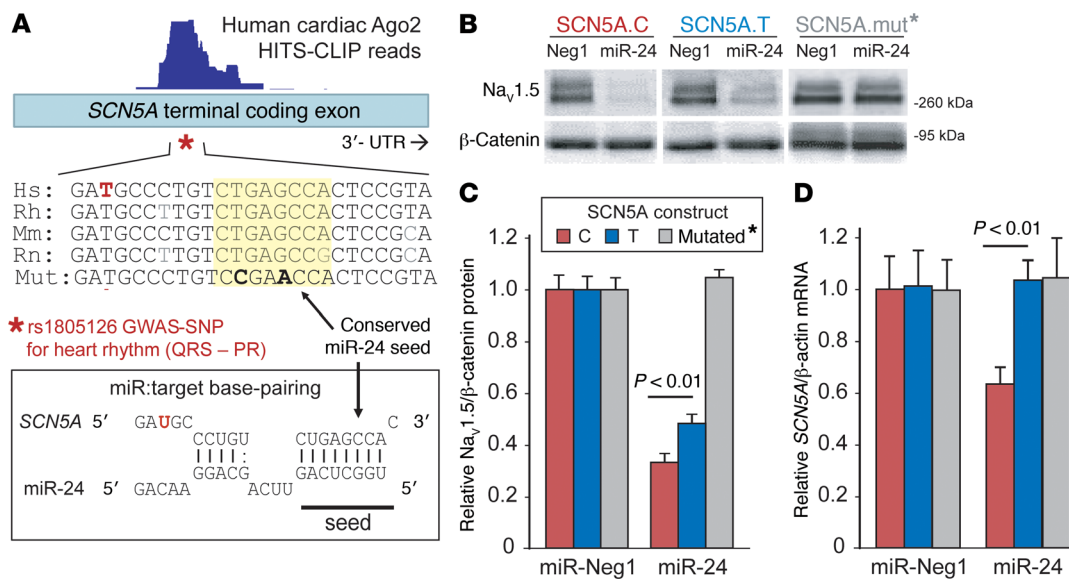 A
Human cardiac Ago2
HITS-CLIP reads
SCN5A terminal coding exon
*
3′- UTR →
Hs: GATGCCCTGTCTGAGCCACTCCGTA
Rh: GATGCCTTGTCTGAGCCACTCCGTA
Mm: GATGCCCTGTCTGAGCCACTCCGCA
Rn: GATGCCTTGTCTGAGCCGCTCCGCA
Mut: GATGCCCTGTCCGAACCACTCCGTA
* rs1805126 GWAS-SNP
for heart rhythm (QRS – PR)
Conserved
miR-24 seed
miR:target base-pairing
SCN5A 5′ GAUGC C 3′
CCUGU CUGAGCCA
GGACG GACUCGGU
miR-24 GACAA ACUU 5′
5′
seed
B
SCN5A.C SCN5A.T SCN5A.mut*
Neg1 miR-24 Neg1 miR-24 Neg1 miR-24
NaV1.5
-260 kDa
β-Catenin
-95 kDa
C
SCN5A construct
C T Mutated*
Relative NaV1.5/β-catenin protein
1.2
1.0
0.8
0.6
0.4
0.2
0
P < 0.01
miR-Neg1 miR-24
D
Relative SCN5A/β-actin mRNA
1.2
1.0
0.8
0.6
0.4
0.2
0
P < 0.01
miR-Neg1 miR-24